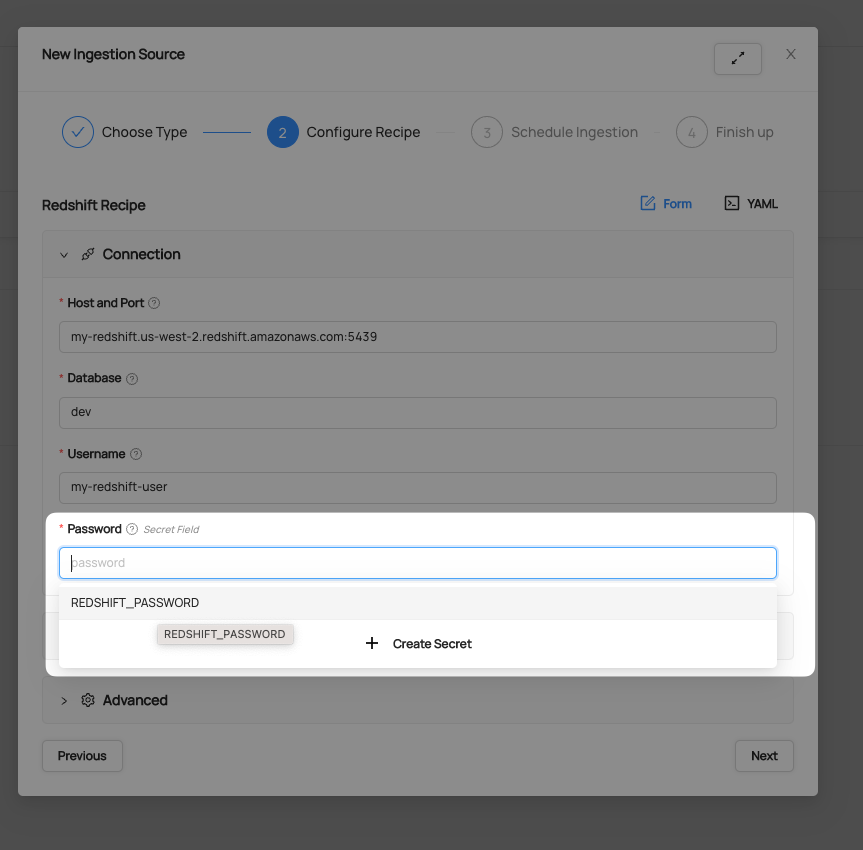 New Ingestion Source
Choose Type
2 Configure Recipe
3 Schedule Ingestion
4 Finish up
Redshift Recipe
Form
YAML
Connection
* Host and Port ?
my-redshift.us-west-2.redshift.amazonaws.com:5439
* Database ?
dev
* Username ?
my-redshift-user
* Password ? Secret Field
password
REDSHIFT_PASSWORD
REDSHIFT_PASSWORD
+ Create Secret
Advanced
Previous
Next